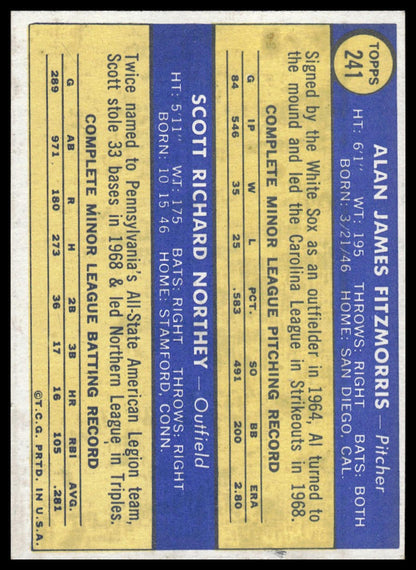 TOPPS
241
ALAN JAMES FITZMORRIS — Pitcher
HT: 6'1" WT: 195 THROWS: RIGHT BATS: BOTH
BORN: 3/21/46 HOME: SAN DIEGO, CAL.
Signed by the White Sox as an outfielder in 1964, Al turned to
the mound and led the Carolina League in Strikeouts in 1968.
COMPLETE MINOR LEAGUE PITCHING RECORD
G IP W L PCT. SO BB ERA
84 546 35 25 .583 491 200 2.80
SCOTT RICHARD NORTHEY — Outfield
HT: 5'11" WT: 175 BATS: RIGHT THROWS: RIGHT
BORN: 10 15 46 HOME: STAMFORD, CONN.
Twice named to Pennsylvania's All-State American Legion team,
Scott stole 33 bases in 1968 & led Northern League in Triples.
COMPLETE MINOR LEAGUE BATTING RECORD
G AB R H 2B 3B HR RBI AVG.
289 971 180 273 36 17 16 105 .281
©T.C.G. PRTD. IN U.S.A.